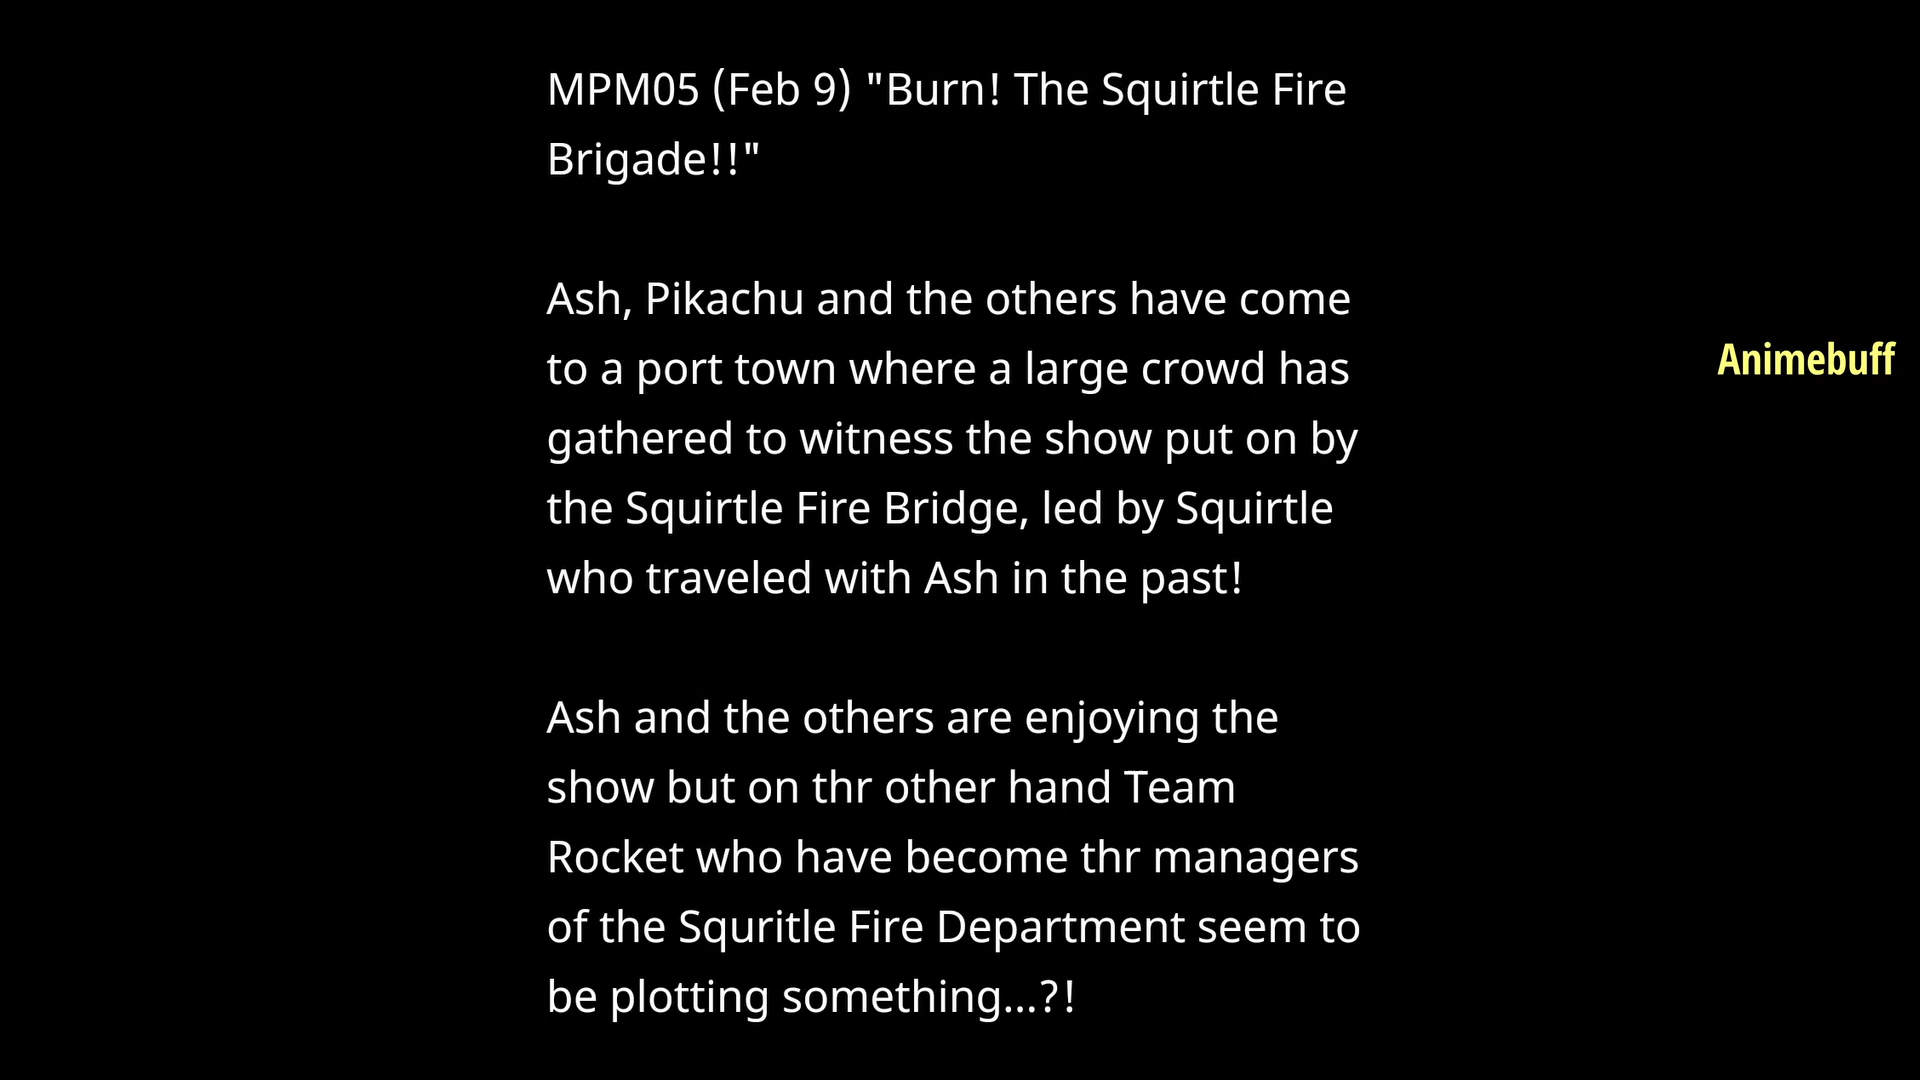 MPM05 (Feb 9) "Burn! The Squirtle Fire
Brigade!!"
Ash, Pikachu and the others have come
to a port town where a large crowd has
gathered to witness the show put on by
the Squirtle Fire Bridge, led by Squirtle
who traveled with Ash in the past!
Ash and the others are enjoying the
show but on thr other hand Team
Rocket who have become thr managers
of the Squritle Fire Department seem to
be plotting something...?!
Animebuff